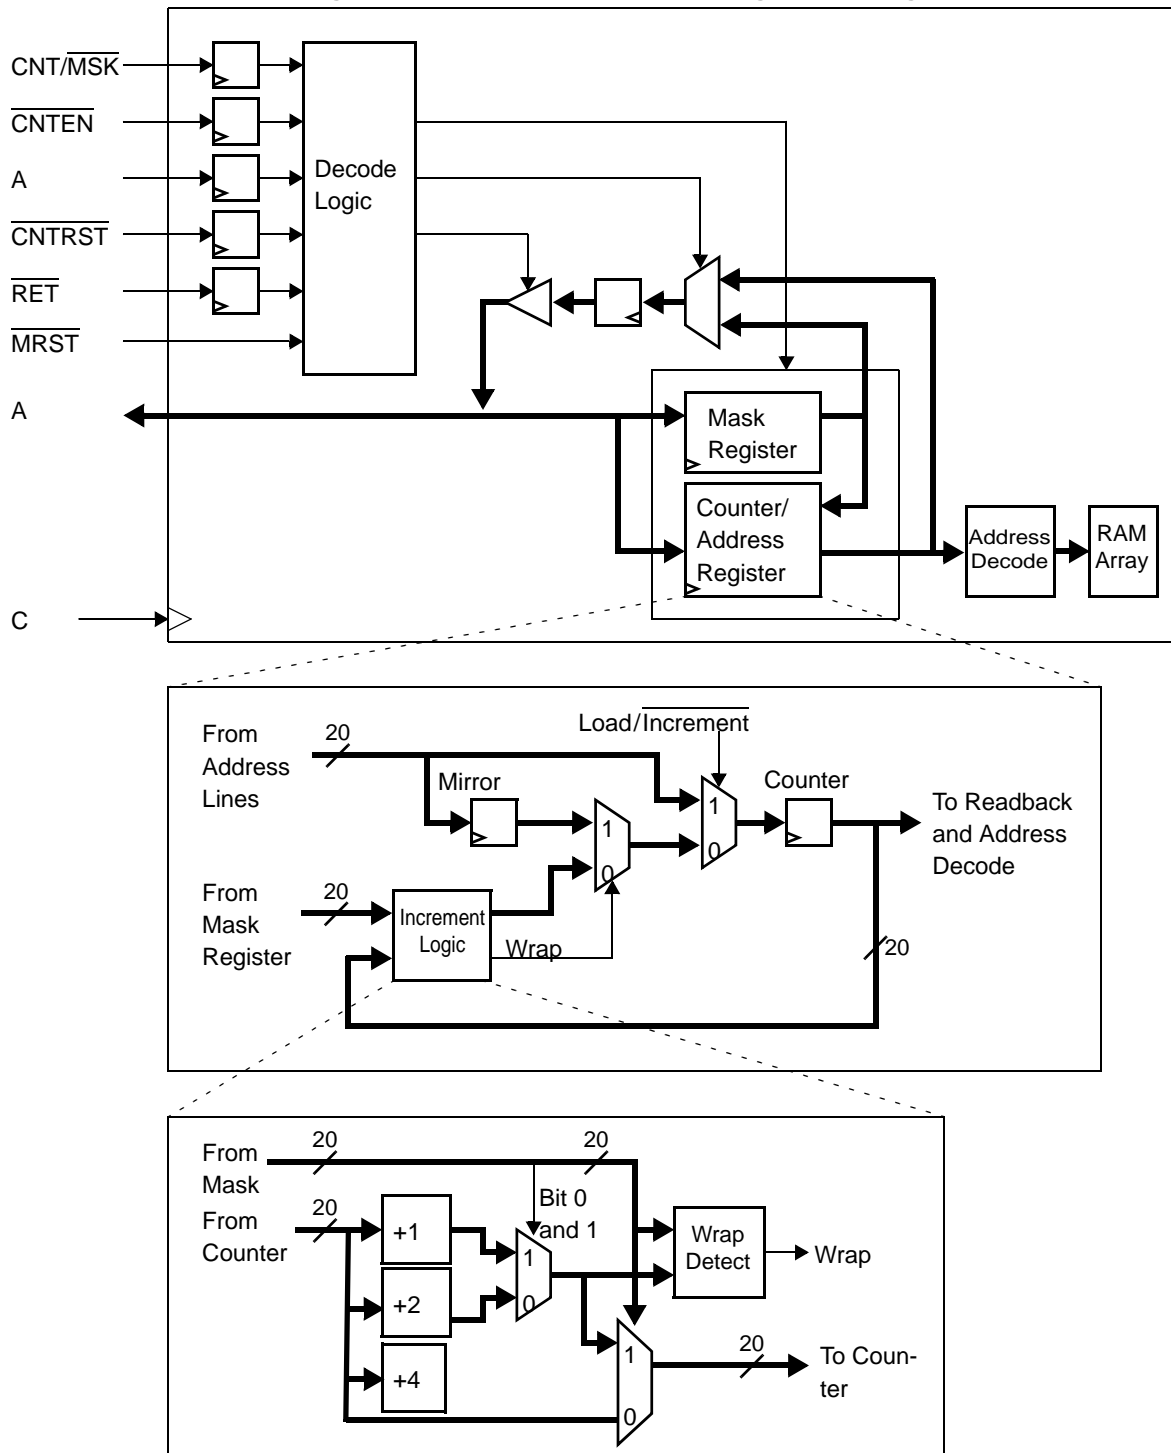 CNT/MSK
CNTEN
A
CNTRST
RET
MRST
A
C
Decode
Logic
Mask
Register
Counter/
Address
Register
Address
Decode
RAM
Array
From
Address
Lines
20
Mirror
Load/Increment
1
0
1
0
Counter
To Readback
and Address
Decode
From
Mask
Register
20
Increment
Logic
Wrap
20
From
Mask
20
20
From
Counter
20
+1
+2
+4
Bit 0
and 1
1
0
Wrap
Detect
Wrap
1
0
20
To Coun-
ter